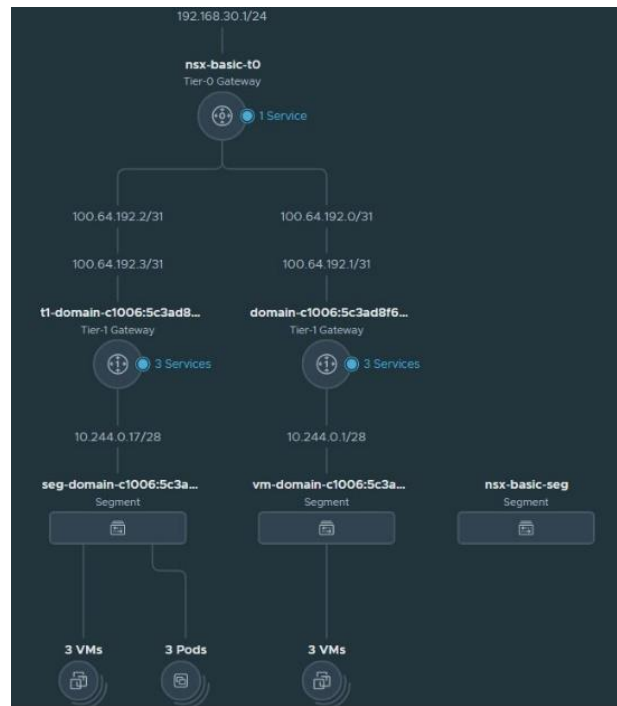 192.168.30.1/24
nsx-basic-t0
Tier-0 Gateway
1 Service
100.64.192.2/31 100.64.192.0/31
100.64.192.3/31 100.64.192.1/31
t1-domain-c1006:5c3ad8... domain-c1006:5c3ad8f6...
Tier-1 Gateway Tier-1 Gateway
3 Services 3 Services
10.244.0.17/28 10.244.0.1/28
seg-domain-c1006:5c3a... vm-domain-c1006:5c3a... nsx-basic-seg
Segment Segment Segment
3 VMs 3 Pods 3 VMs